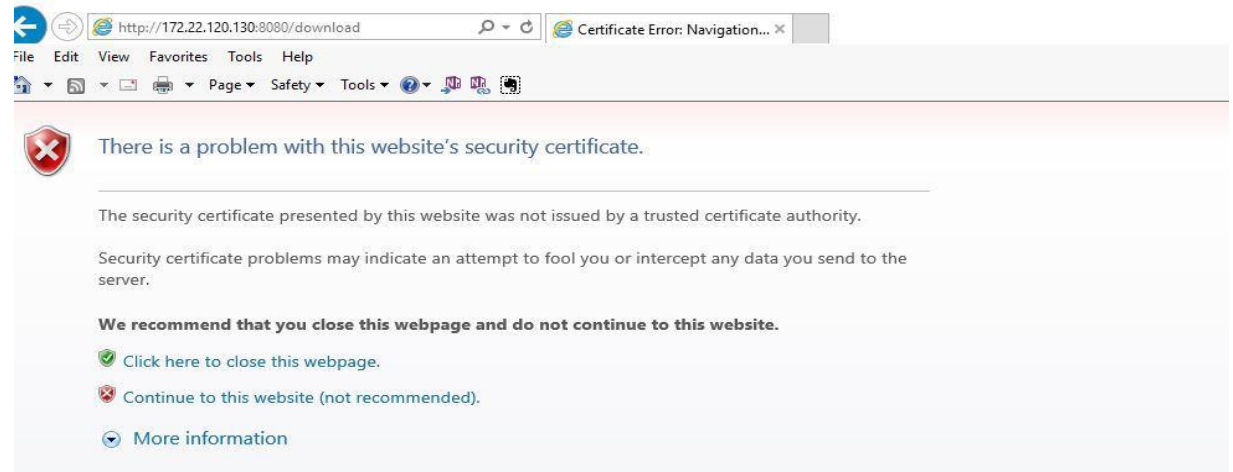 http://172.22.120.130:8080/download
Certificate Error: Navigation...
File Edit View Favorites Tools Help
Page Safety Tools
There is a problem with this website's security certificate.
The security certificate presented by this website was not issued by a trusted certificate authority.
Security certificate problems may indicate an attempt to fool you or intercept any data you send to the
server.
We recommend that you close this webpage and do not continue to this website.
Click here to close this webpage.
Continue to this website (not recommended).
More information